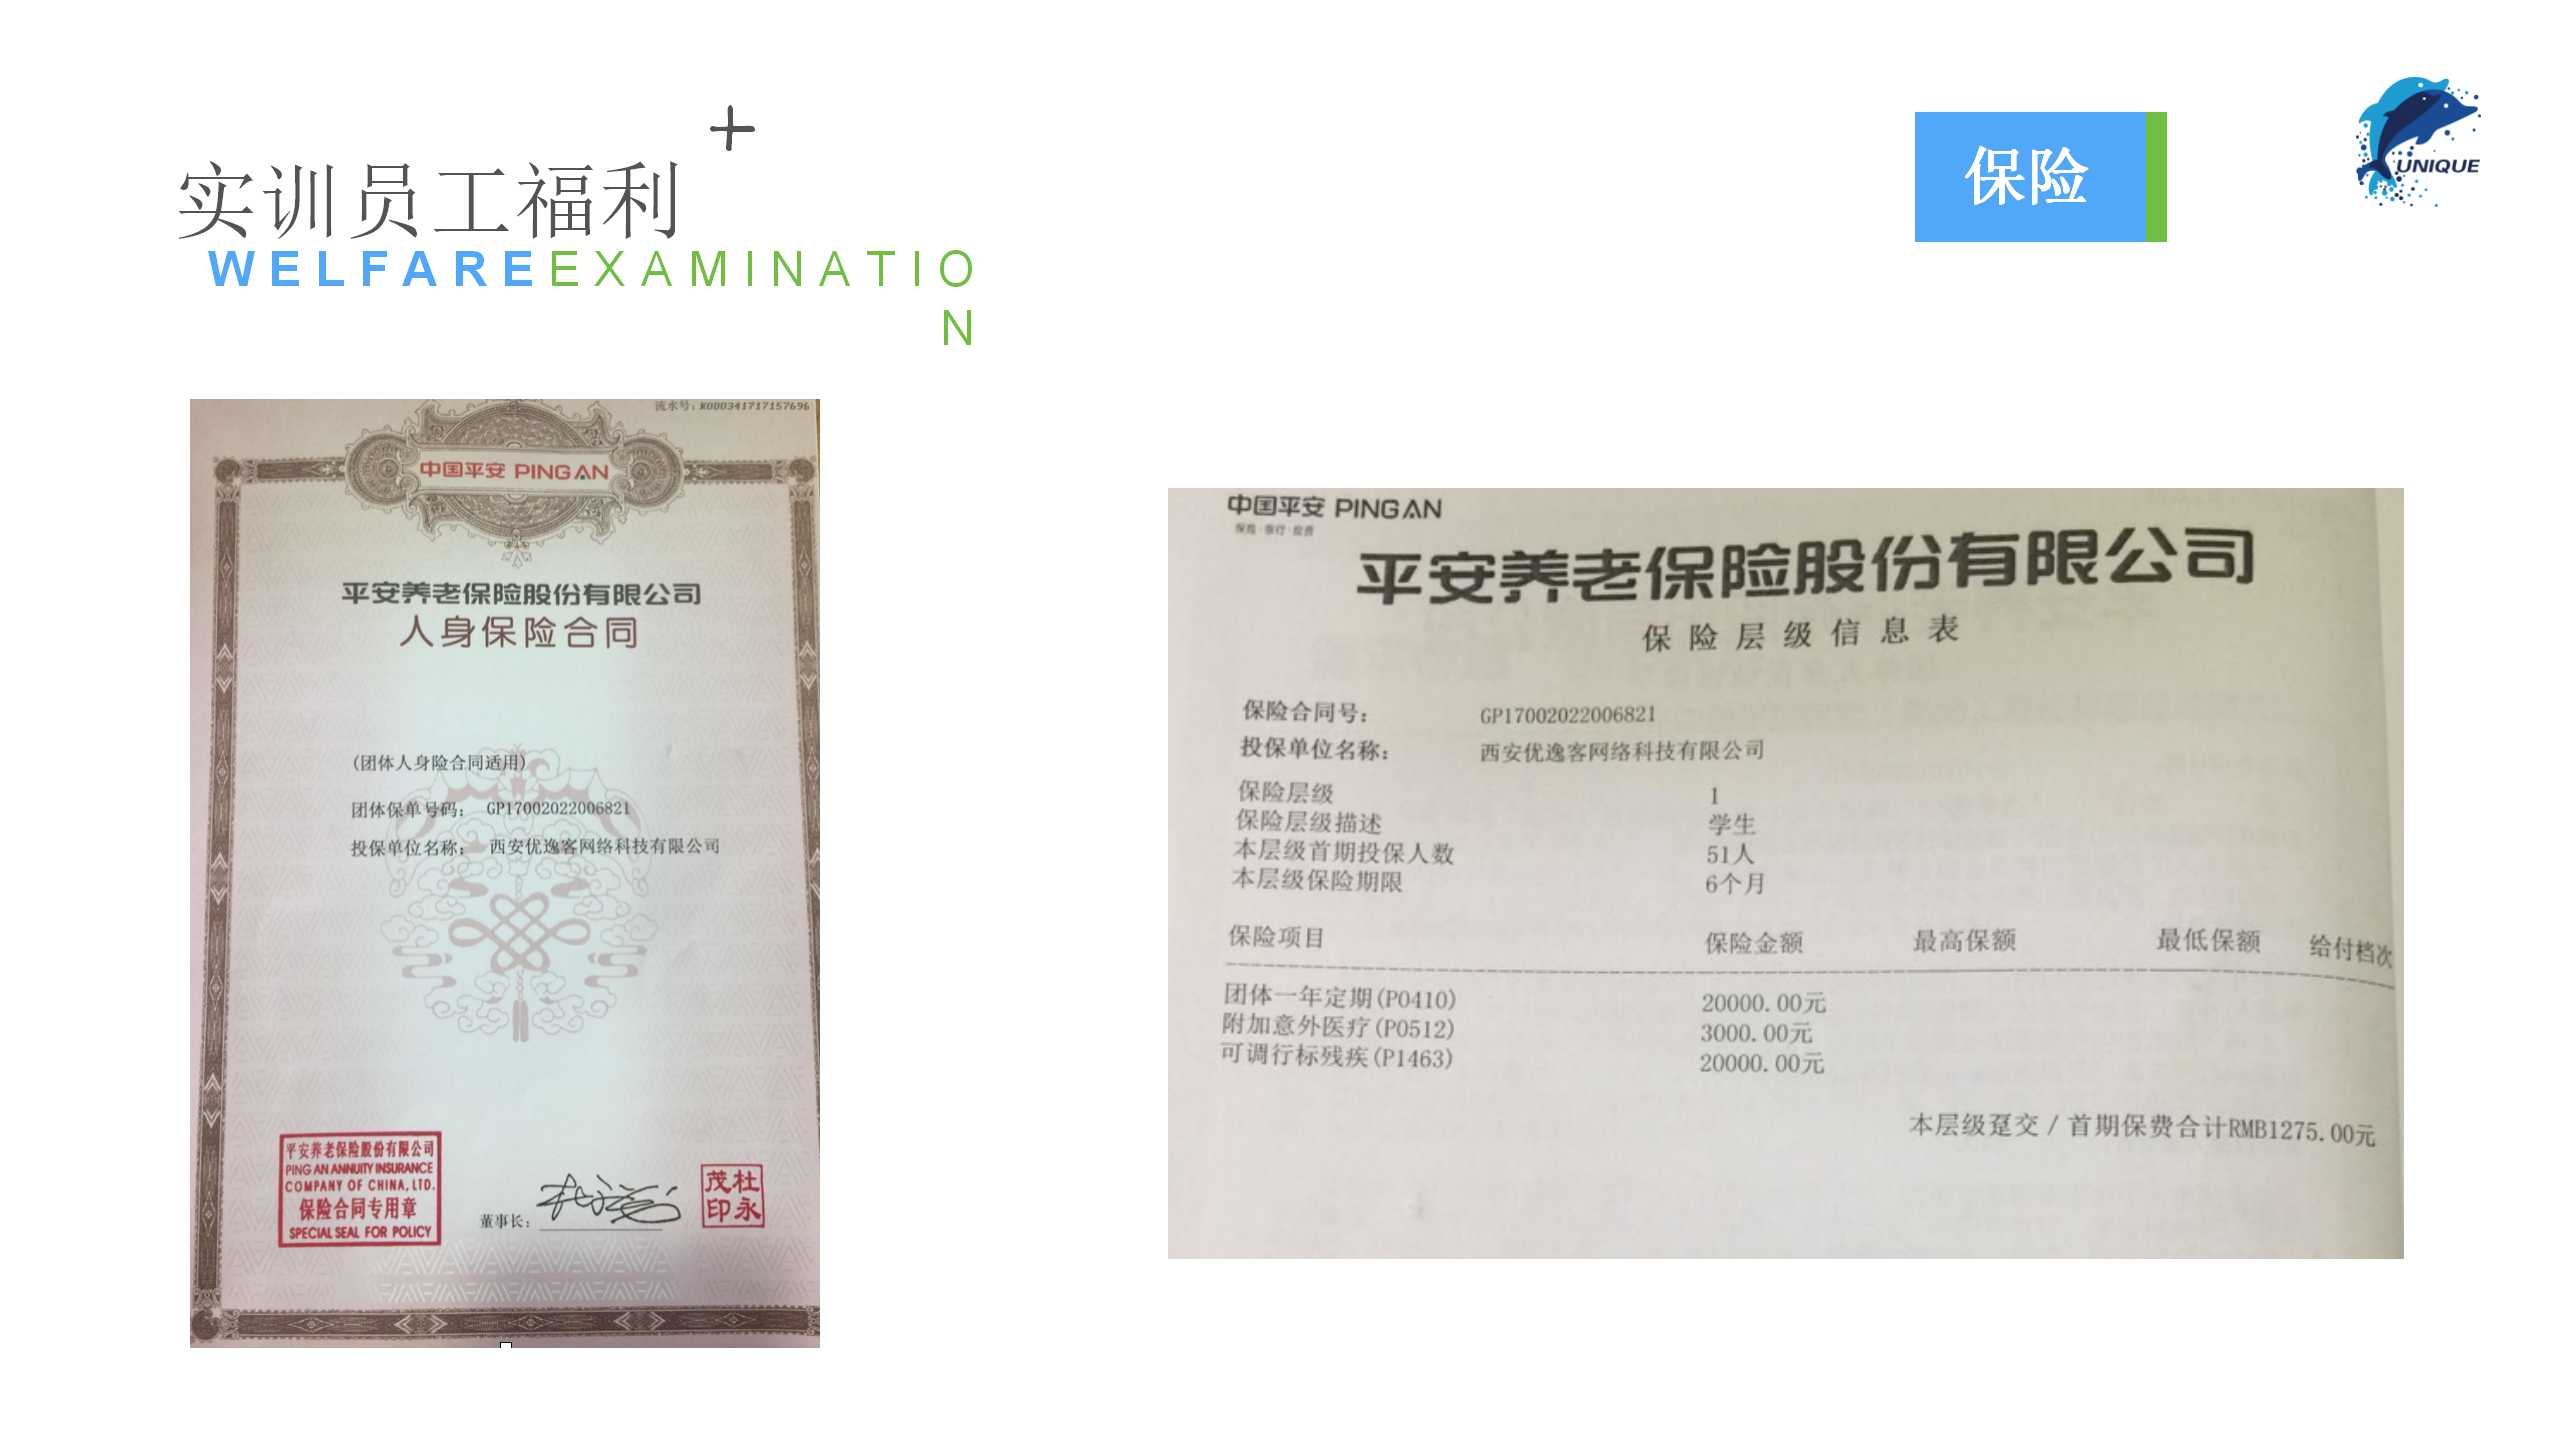 实训员工福利
WELFAREEXAMINATIO
N
保险
UNIQUE
流水号：K000341717157696
中国平安 PING AN
平安养老保险股份有限公司
人身保险合同
(团体人身险合同适用)
团体保单号码： GP17002022006821
投保单位名称： 西安优逸客网络科技有限公司
平安养老保险股份有限公司
PING AN ANNUITY INSURANCE
COMPANY OF CHINA, LTD.
保险合同专用章
SPECIAL SEAL FOR POLICY
董事长：
杜永茂印
中国平安 PING AN
保险·银行·投资
平安养老保险股份有限公司
保险层级信息表
保险合同号： GP17002022006821
投保单位名称： 西安优逸客网络科技有限公司
保险层级 1
保险层级描述 学生
本层级首期投保人数 51人
本层级保险期限 6个月
保险项目 保险金额 最高保额 最低保额 给付档次
团体一年定期(P0410) 20000.00元
附加意外医疗(P0512) 3000.00元
可调行标残疾(P1463) 20000.00元
本层级趸交 / 首期保费合计RMB1275.00元